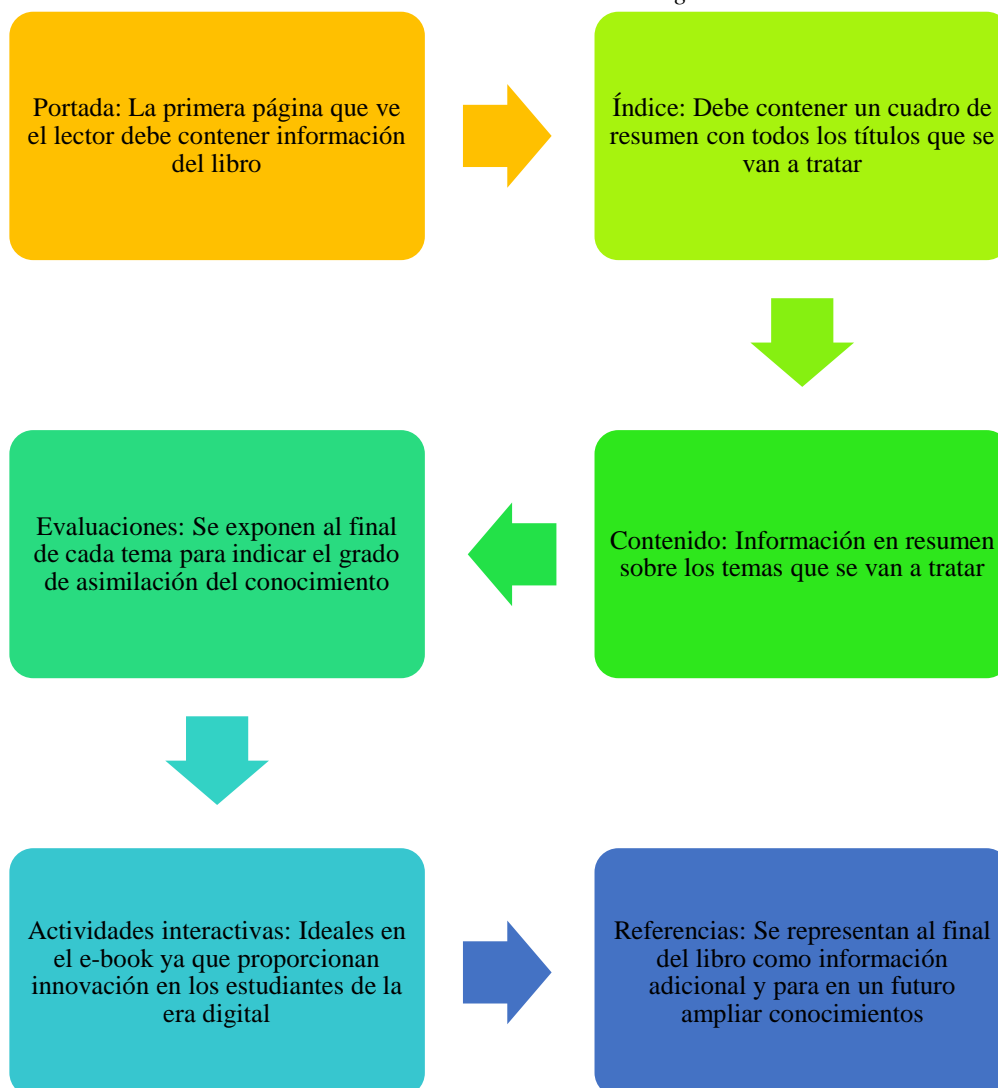 Portada: La primera página que ve
el lector debe contener información
del libro
Índice: Debe contener un cuadro de
resumen con todos los títulos que se
van a tratar
Contenido: Información en resumen
sobre los temas que se van a tratar
Evaluaciones: Se exponen al final
de cada tema para indicar el grado
de asimilación del conocimiento
Actividades interactivas: Ideales en
el e-book ya que proporcionan
innovación en los estudiantes de la
era digital
Referencias: Se representan al final
del libro como información
adicional y para en un futuro
ampliar conocimientos